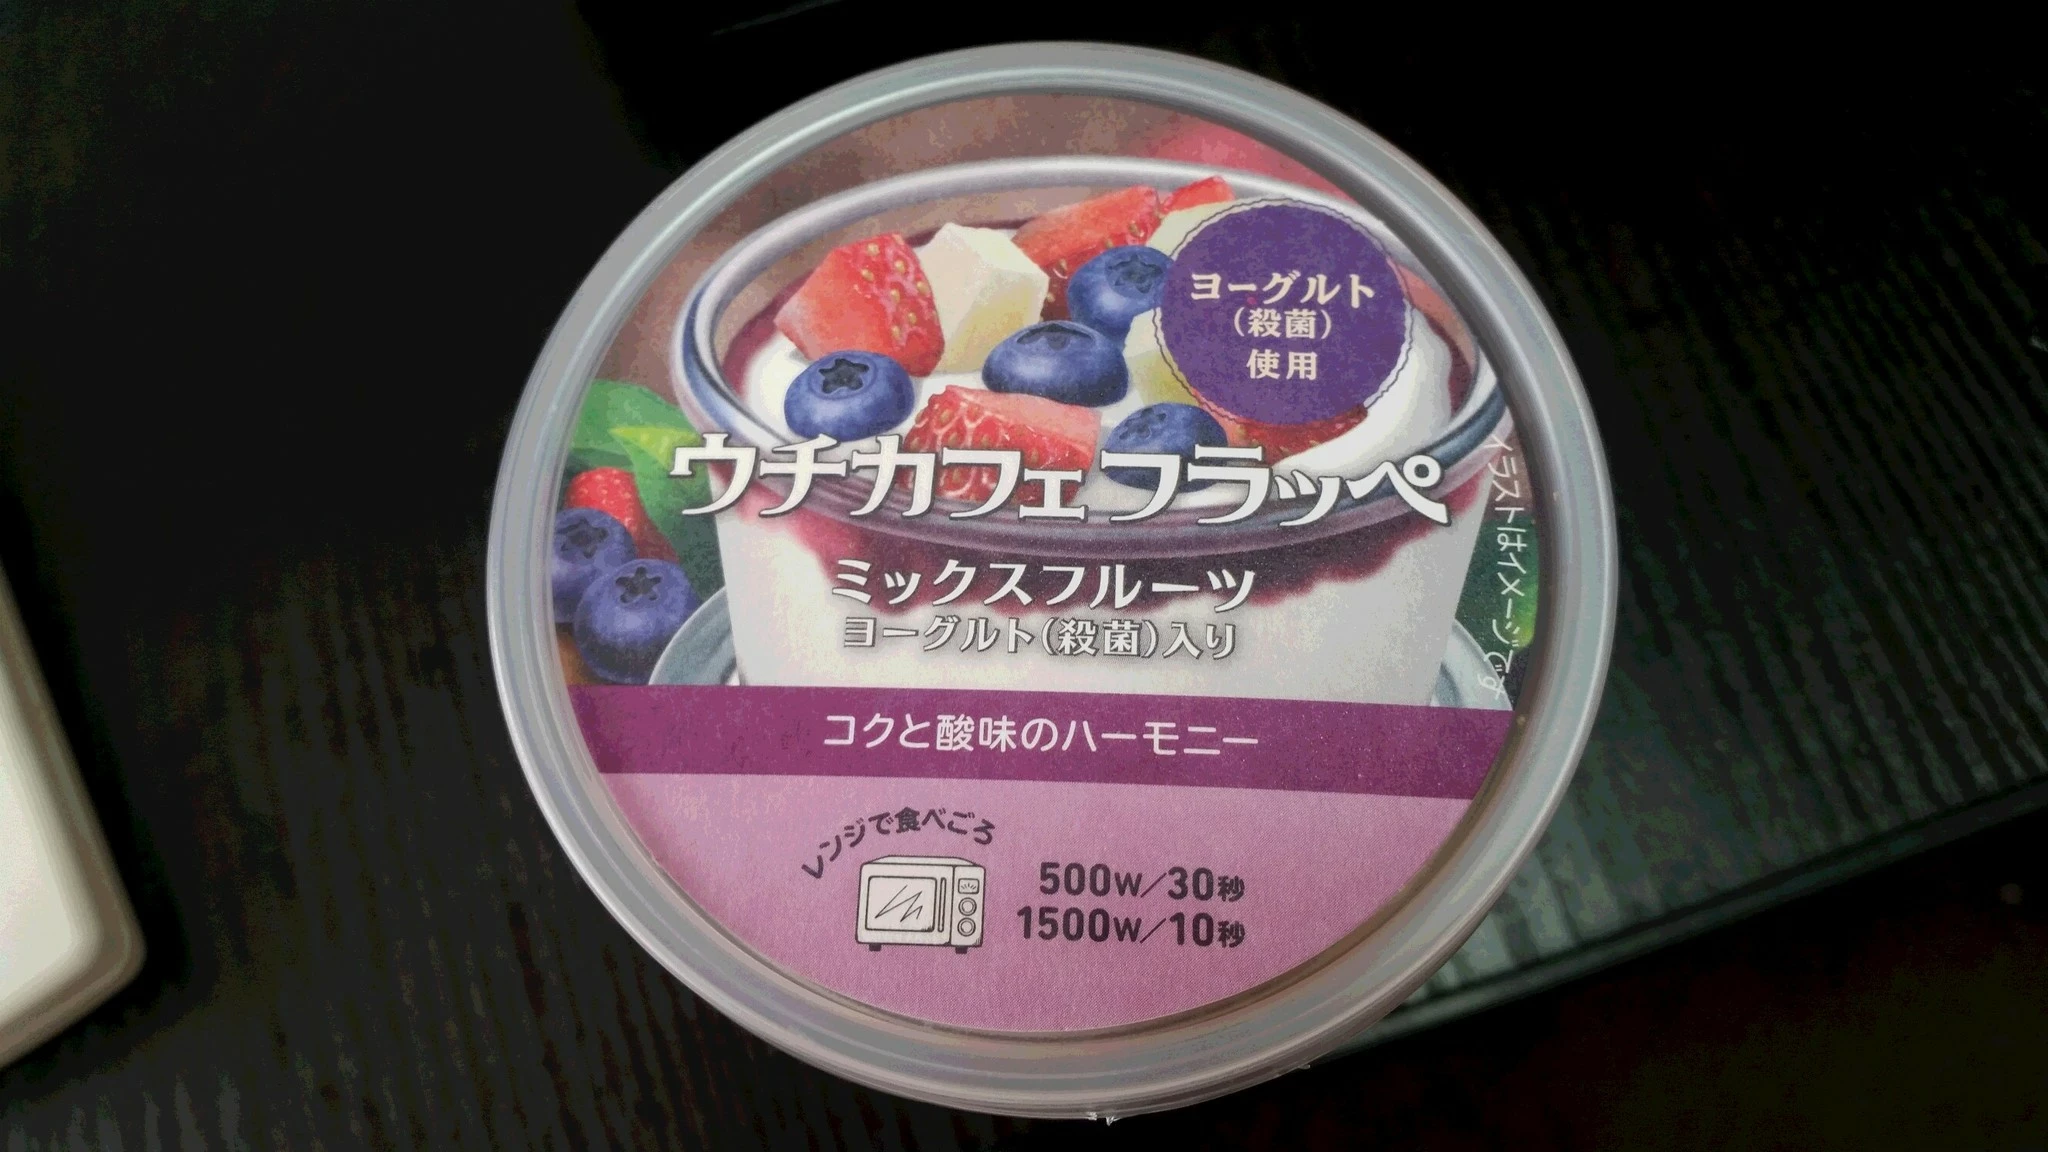 ヨーグルト
(殺菌)
使用
ウチカフェフラッペ
ミックスフルーツ
ヨーグルト(殺菌)入り
イラストはイメージです
コクと酸味のハーモニー
レンジで食べごろ
500W/30秒
1500W/10秒